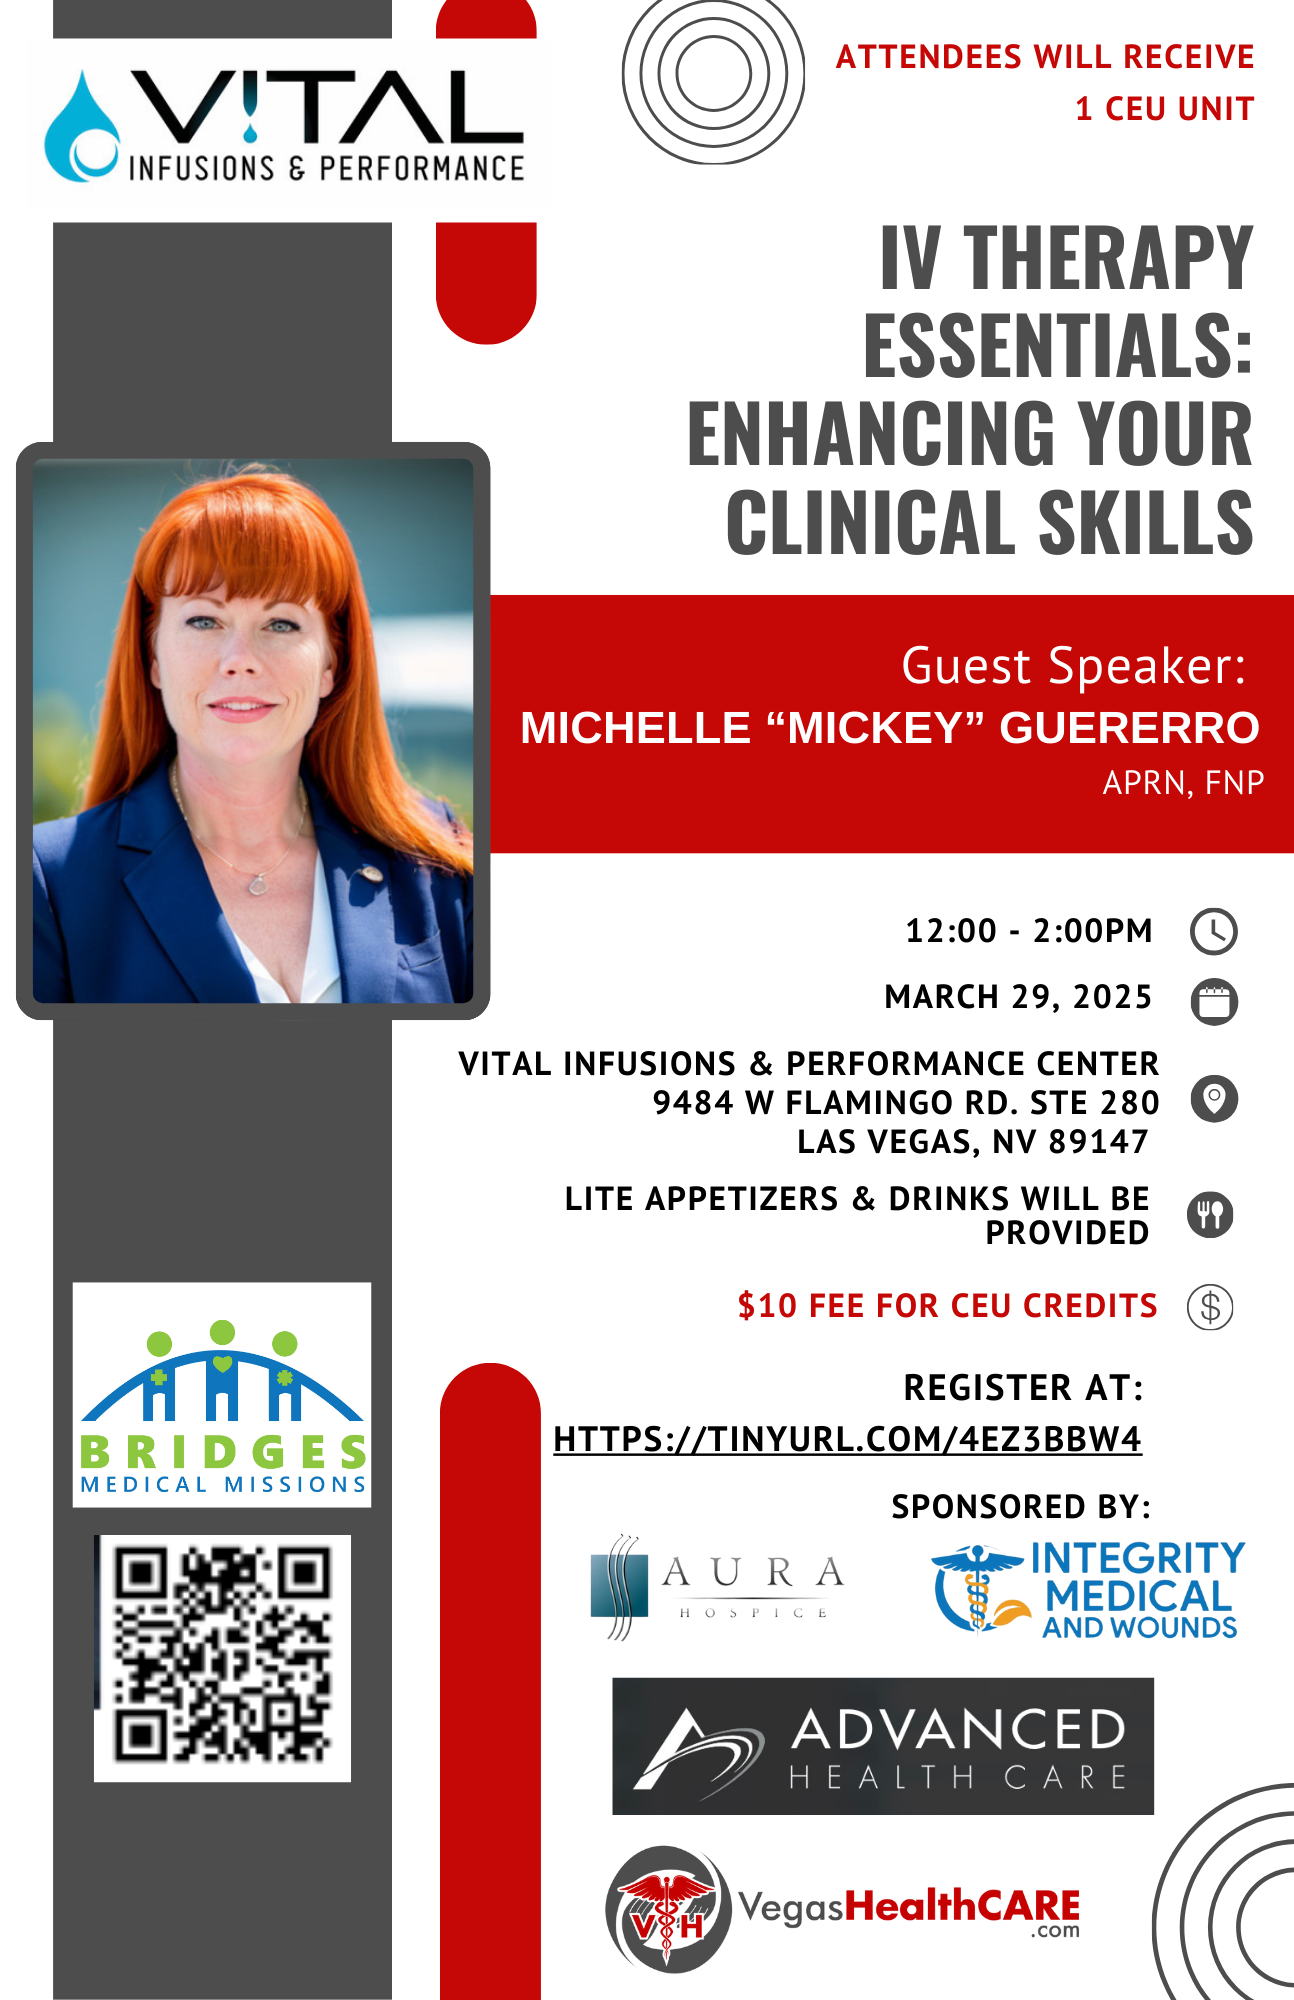 VITAL
INFUSIONS & PERFORMANCE
ATTENDEES WILL RECEIVE
1 CEU UNIT
IV THERAPY
ESSENTIALS:
ENHANCING YOUR
CLINICAL SKILLS
Guest Speaker:
MICHELLE “MICKEY” GUERERRO
APRN, FNP
12:00 - 2:00PM
MARCH 29, 2025
VITAL INFUSIONS & PERFORMANCE CENTER
9484 W FLAMINGO RD. STE 280
LAS VEGAS, NV 89147
LITE APPETIZERS & DRINKS WILL BE
PROVIDED
$10 FEE FOR CEU CREDITS
REGISTER AT:
HTTPS://TINYURL.COM/4EZ3BBW4
BRIDGES
MEDICAL MISSIONS
SPONSORED BY:
AURA
HOSPICE
INTEGRITY
MEDICAL
AND WOUNDS
ADVANCED
HEALTH CARE
VH
VegasHealthCARE
.com